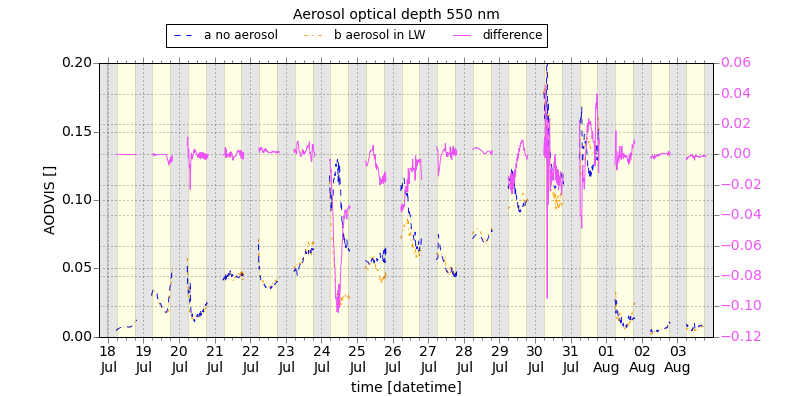 Aerosol optical depth 550 nm
a no aerosol b aerosol in LW difference
0.20 0.06
0.04
0.15 0.02
0.00
0.10 −0.02
−0.04
0.05 −0.06
−0.08
−0.10
0.00 −0.12
AODVIS []
18 19 20 21 22 23 24 25 26 27 28 29 30 31 01 02 03
Jul Jul Jul Jul Jul Jul Jul Jul Jul Jul Jul Jul Jul Jul Aug Aug Aug
time [datetime]